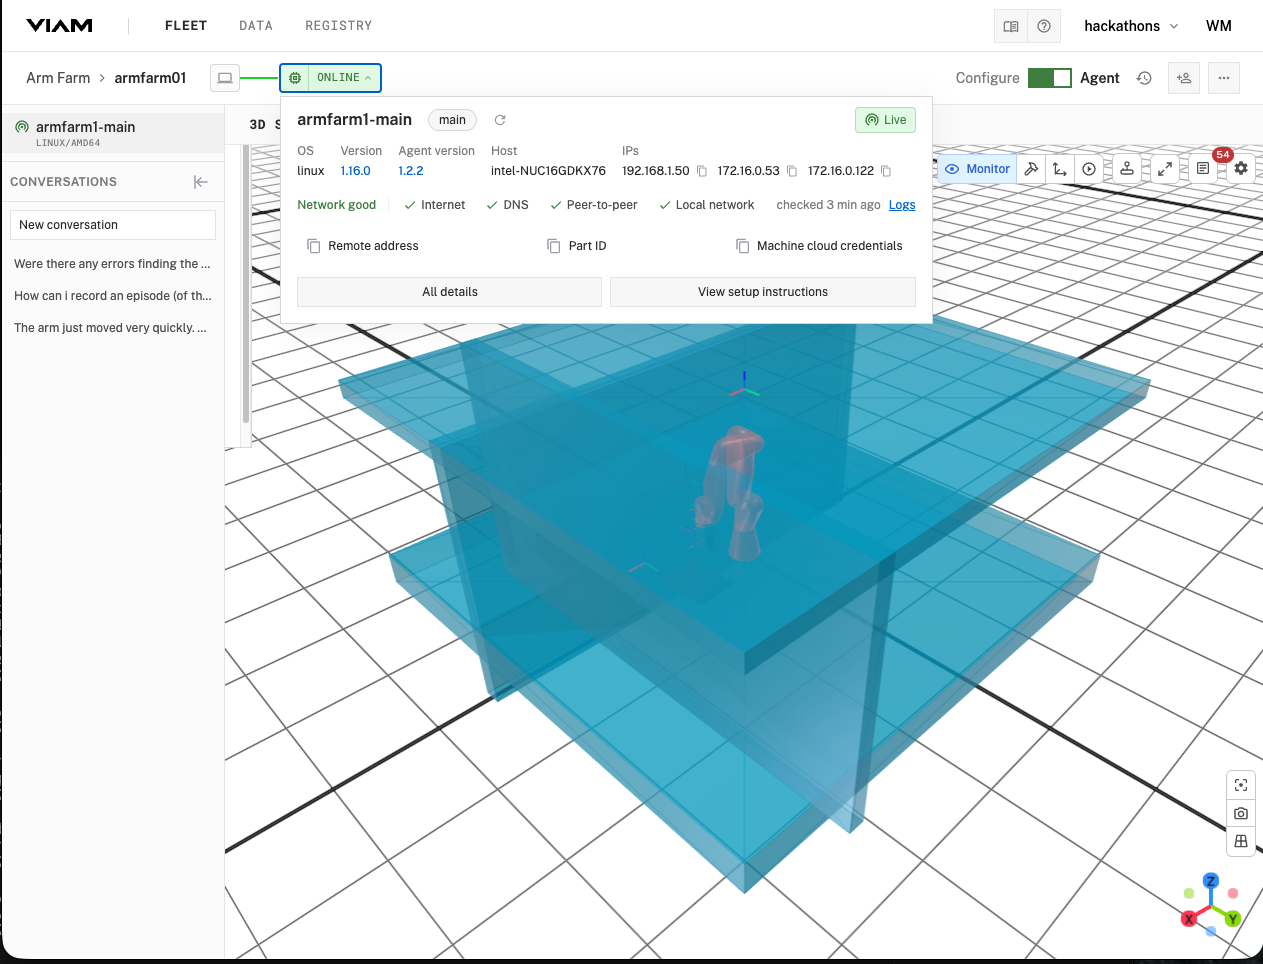 VIAM
FLEET
DATA
REGISTRY
hackathons
WM
Arm Farm > armfarm01
ONLINE
Configure
Agent
armfarm1-main
LINUX/AMD64
CONVERSATIONS
New conversation
Were there any errors finding the ...
How can i record an episode (of th...
The arm just moved very quickly. ...
3D
armfarm1-main
main
Live
OS
Version
Agent version
Host
IPs
linux
1.16.0
1.2.2
intel-NUC16GDKX76
192.168.1.50
172.16.0.53
172.16.0.122
Network good
Internet
DNS
Peer-to-peer
Local network
checked 3 min ago
Logs
Remote address
Part ID
Machine cloud credentials
All details
View setup instructions
Monitor
54
Z
X
Y